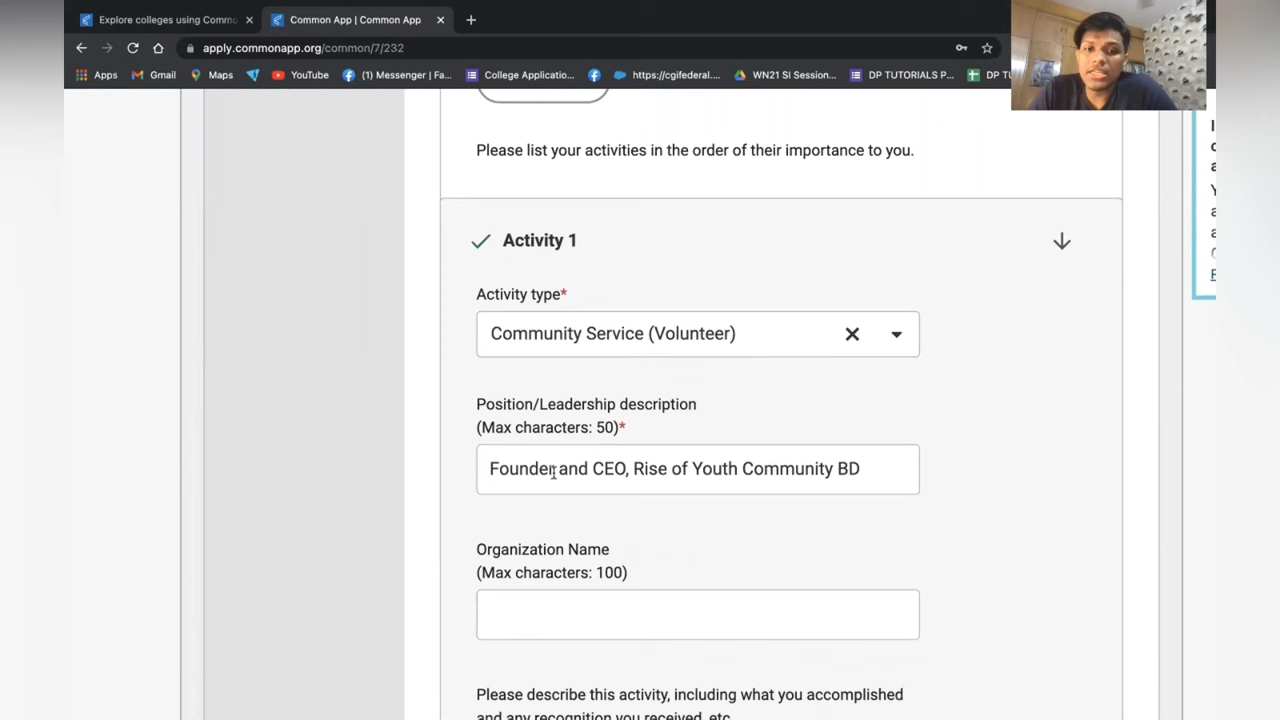 Explore colleges using Commo
Common App | Common App
apply.commonapp.org/common/7/232
Apps
Gmail
Maps
YouTube
(1) Messenger | Fa...
College Applicatio...
https://cgifederal....
WN21 SI Session...
DP TUTORIALS P...
DP TU
Please list your activities in the order of their importance to you.
Activity 1
Activity type*
Community Service (Volunteer)
Position/Leadership description
(Max characters: 50)*
Founder and CEO, Rise of Youth Community BD
Organization Name
(Max characters: 100)
Please describe this activity, including what you accomplished
and any recognition you received, etc.